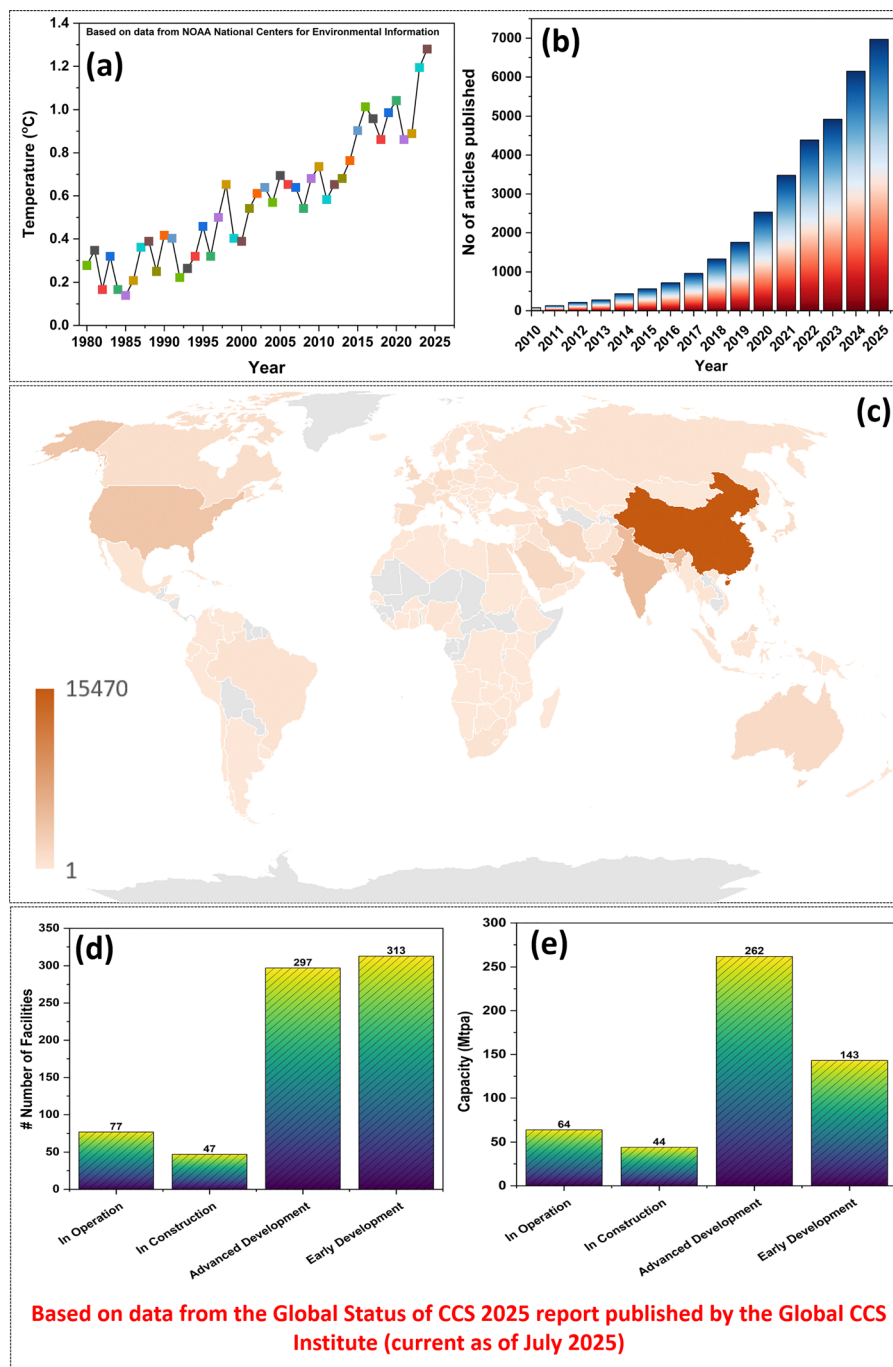 Based on data from NOAA National Centers for Environmental Information
(a)
Temperature (°C)
1.4
1.2
1.0
0.8
0.6
0.4
0.2
0.0
1980 1985 1990 1995 2000 2005 2010 2015 2020 2025
Year
(b)
No of articles published
7000
6000
5000
4000
3000
2000
1000
0
2010 2011 2012 2013 2014 2015 2016 2017 2018 2019 2020 2021 2022 2023 2024 2025
Year
(c)
15470
1
(d)
# Number of Facilities
350
300
250
200
150
100
50
0
77
47
297
313
In Operation
In Construction
Advanced Development
Early Development
(e)
Capacity (Mtpa)
300
250
200
150
100
50
0
64
44
262
143
In Operation
In Construction
Advanced Development
Early Development
Based on data from the Global Status of CCS 2025 report published by the Global CCS
Institute (current as of July 2025)